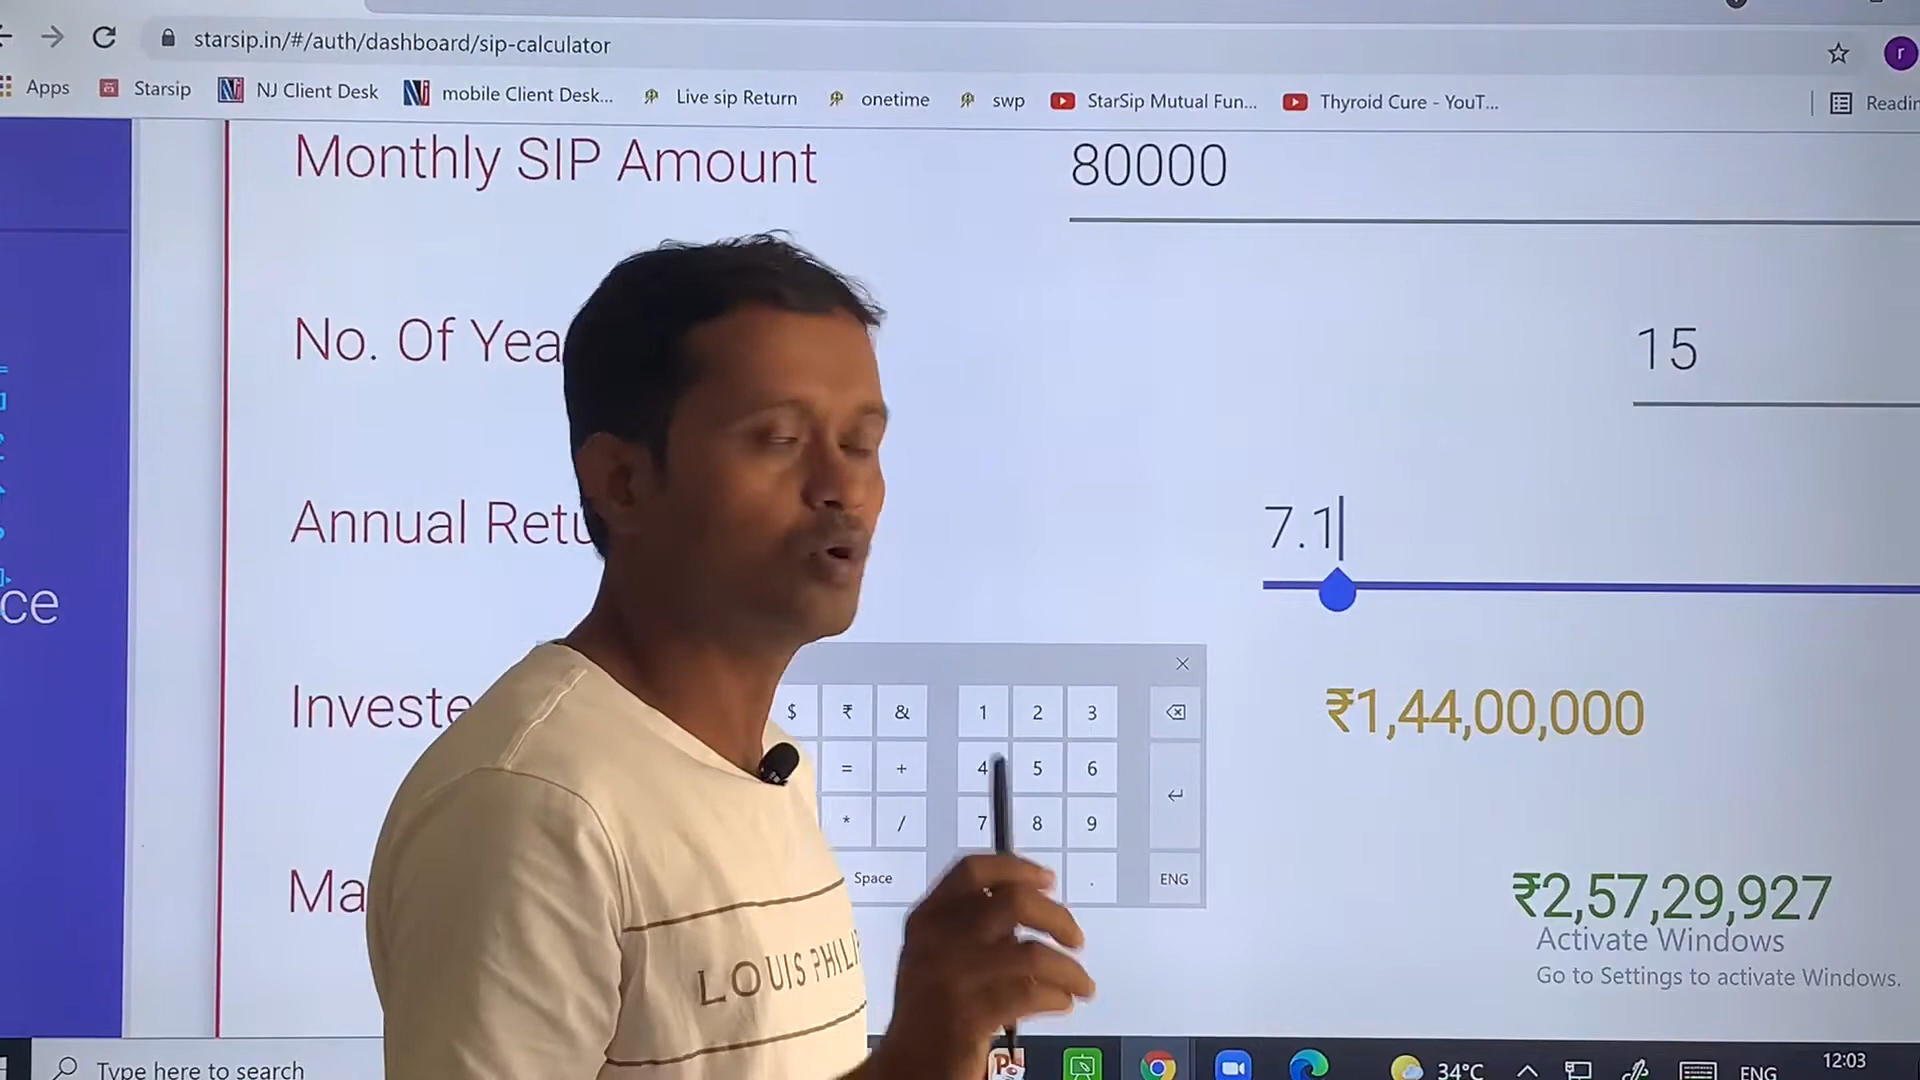 starsip.in/#/auth/dashboard/sip-calculator
r
Apps Starsip NJ Client Desk mobile Client Desk... Live sip Return onetime swp StarSip Mutual Fun... Thyroid Cure - YouT... Readin
Monthly SIP Amount 80000
No. Of Yea 15
Annual Retu 7.1
ce
Investe ₹1,44,00,000
$ ₹ & 1 2 3
= + 4 5 6
* / 7 8 9
Space . ENG
Ma ₹2,57,29,927
Activate Windows
Go to Settings to activate Windows.
LOUIS PHILI
Type here to search 34°C ENG 12:03